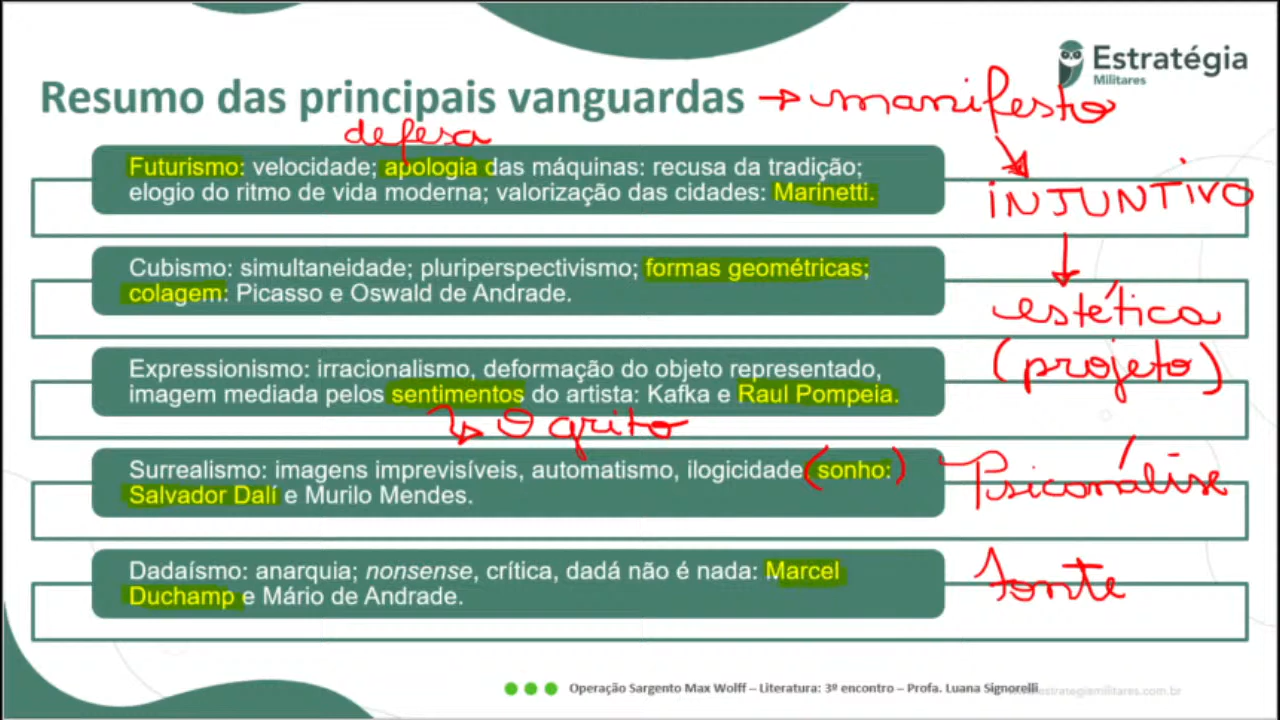 Estratégia
Militares
Resumo das principais vanguardas → manifesto
defesa
Futurismo: velocidade; apologia das máquinas: recusa da tradição;
elogio do ritmo de vida moderna; valorização das cidades: Marinetti.
INJUNTIVO
Cubismo: simultaneidade; pluriperspectivismo; formas geométricas;
colagem: Picasso e Oswald de Andrade.
estética
(projeto)
Expressionismo: irracionalismo, deformação do objeto representado,
imagem mediada pelos sentimentos do artista: Kafka e Raul Pompeia.
O grito
Surrealismo: imagens imprevisíveis, automatismo, ilogicidade, (sonho:)
Salvador Dalí e Murilo Mendes.
Psicanálise
Dadaísmo: anarquia; nonsense, crítica, dadá não é nada: Marcel
Duchamp e Mário de Andrade.
fonte
Operação Sargento Max Wolff – Literatura: 3º encontro – Profa. Luana Signorelli
estrategiamilitares.com.br